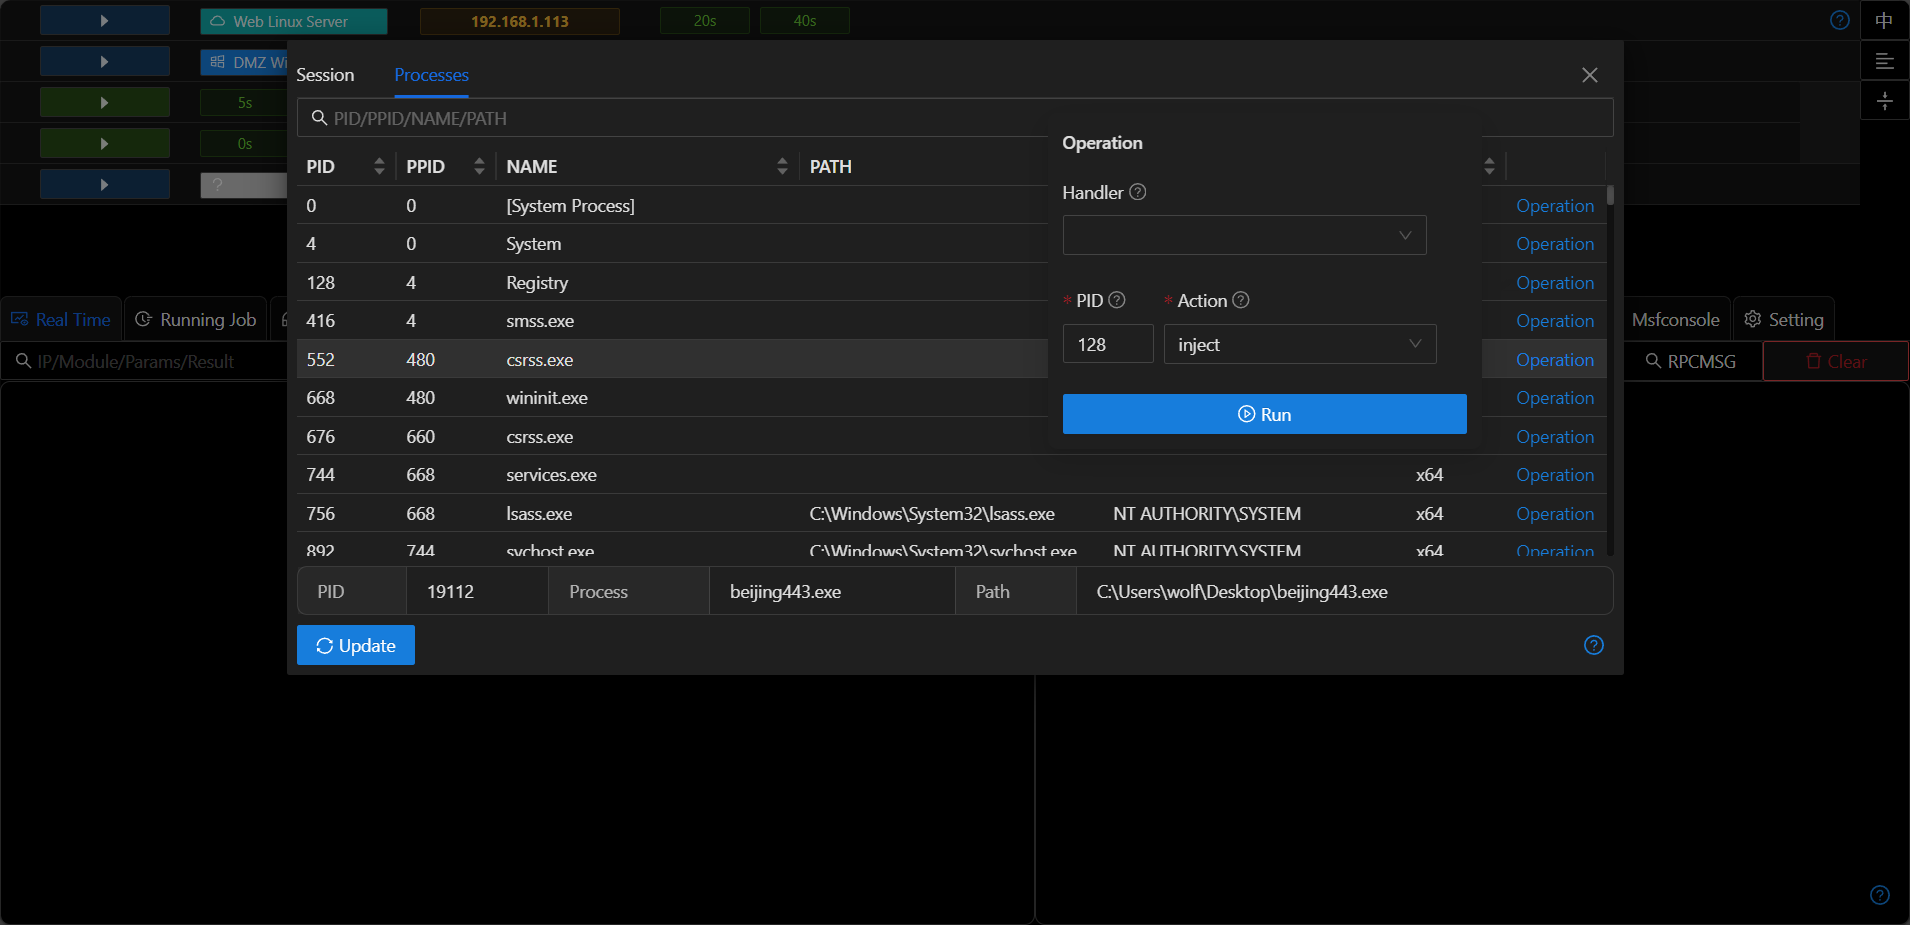 Web Linux Server 192.168.1.113 20s 40s 中
DMZ Wi
5s
0s
?
Session Processes
PID/PPID/NAME/PATH
Operation
PID PPID NAME PATH
Handler
0 0 [System Process] Operation
4 0 System Operation
128 4 Registry Operation
* PID * Action
416 4 smss.exe Operation
128 inject
552 480 csrss.exe Operation
668 480 wininit.exe Operation
Run
676 660 csrss.exe Operation
744 668 services.exe x64 Operation
756 668 lsass.exe C:\Windows\System32\lsass.exe NT AUTHORITY\SYSTEM x64 Operation
892 744 svchost.exe C:\Windows\System32\svchost.exe NT AUTHORITY\SYSTEM x64 Operation
PID 19112 Process beijing443.exe Path C:\Users\wolf\Desktop\beijing443.exe
Update
Real Time Running Job Msfconsole Setting
IP/Module/Params/Result RPCMSG Clear